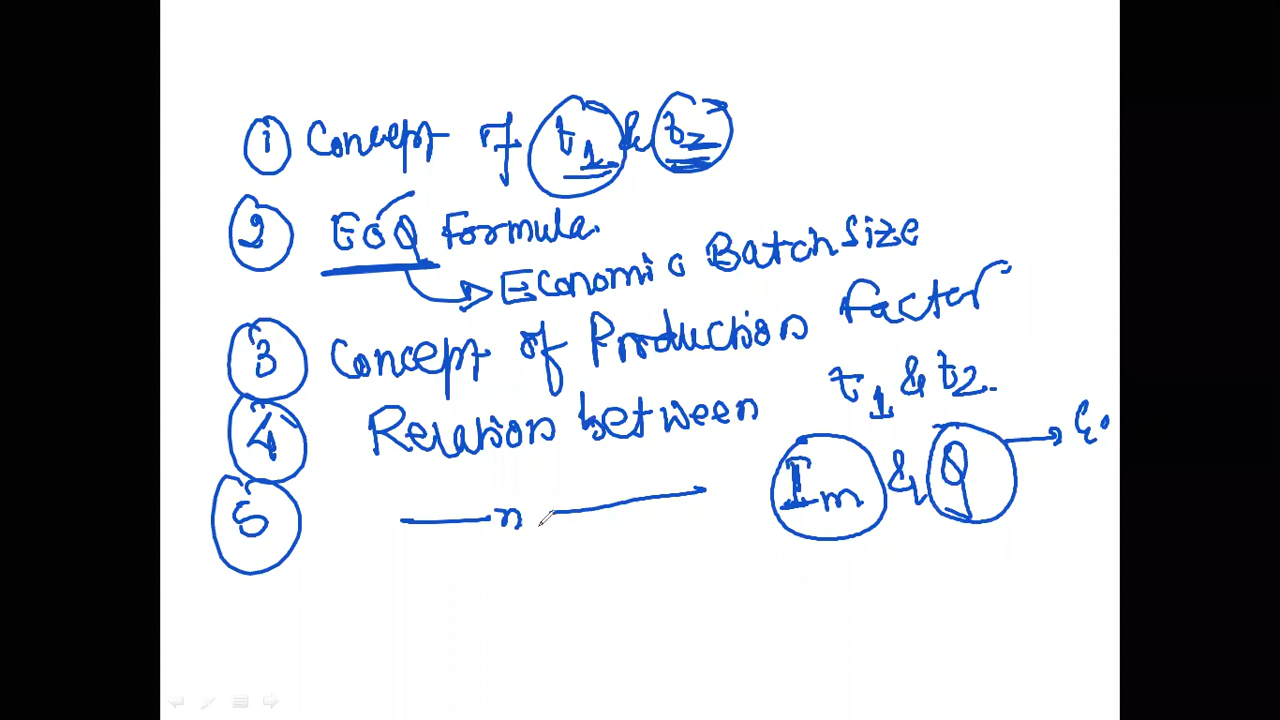 1 Concept of t1 & t2
2 EOQ Formula.
Economic Batch size
3 Concept of Production Factor
4 Relation between t1 & t2.
5 —— n —— Im & Q